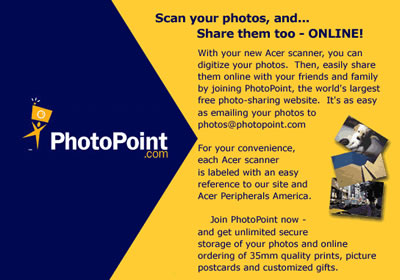 Scan your photos, and...
Share them too - ONLINE!
With your new Acer scanner, you can
digitize your photos. Then, easily share
them online with your friends and family
by joining PhotoPoint, the world's largest
free photo-sharing website. It's as easy
as emailing your photos to
photos@photopoint.com
PhotoPoint
.com
For your convenience,
each Acer scanner
is labeled with an easy
reference to our site and
Acer Peripherals America.
Join PhotoPoint now -
and get unlimited secure
storage of your photos and online
ordering of 35mm quality prints, picture
postcards and customized gifts.